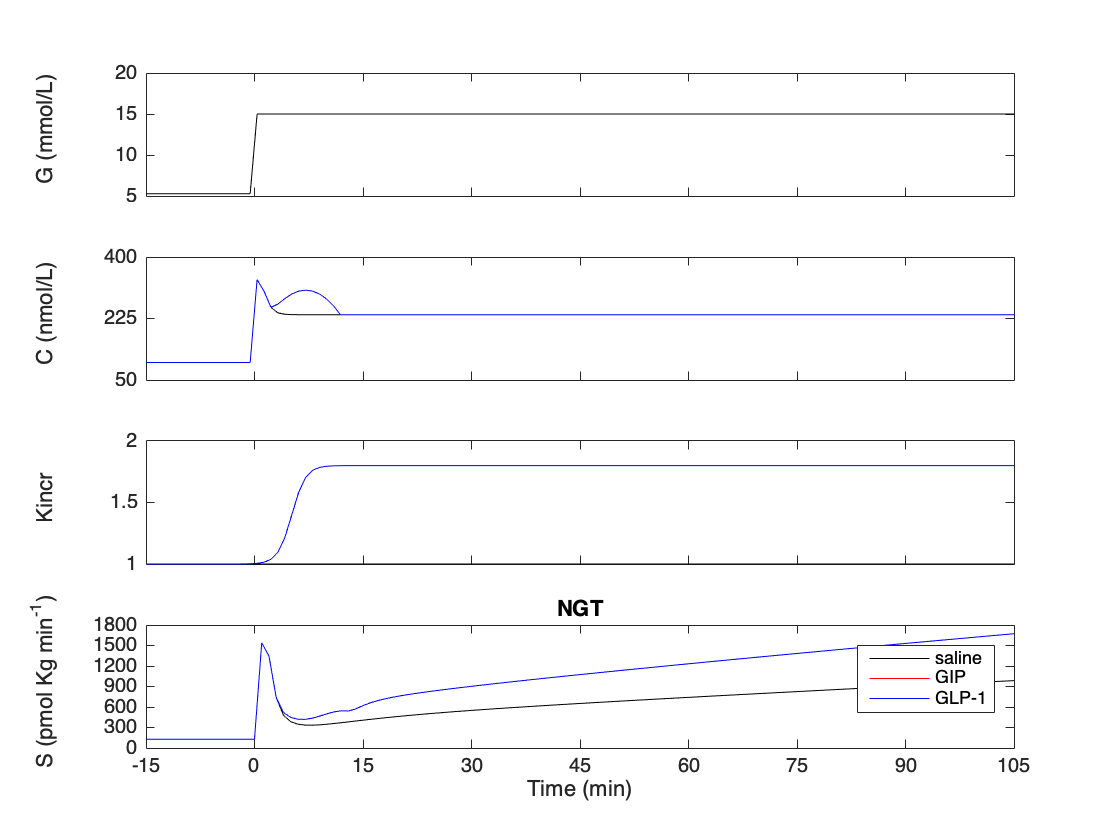 G (mmol/L)
20
15
10
5
C (nmol/L)
400
225
50
Kincr
2
1.5
1
NGT
S (pmol Kg min-1)
1800
1500
1200
900
600
300
0
saline
GIP
GLP-1
-15 0 15 30 45 60 75 90 105
Time (min)